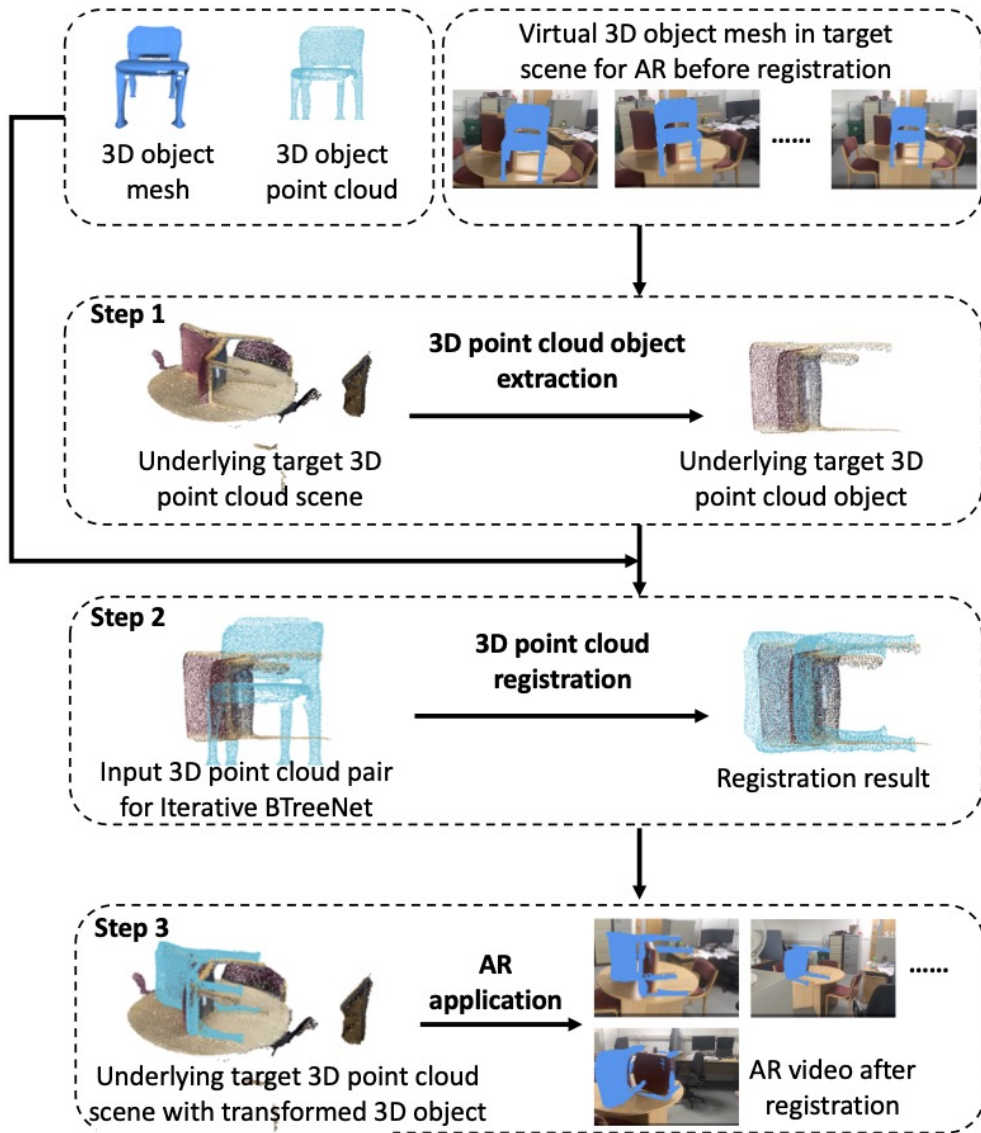 3D object
mesh
3D object
point cloud
Virtual 3D object mesh in target
scene for AR before registration
......
Step 1
3D point cloud object
extraction
Underlying target 3D
point cloud scene
Underlying target 3D
point cloud object
Step 2
3D point cloud
registration
Input 3D point cloud pair
for Iterative BTreeNet
Registration result
Step 3
AR
application
......
Underlying target 3D point cloud
scene with transformed 3D object
AR video after
registration